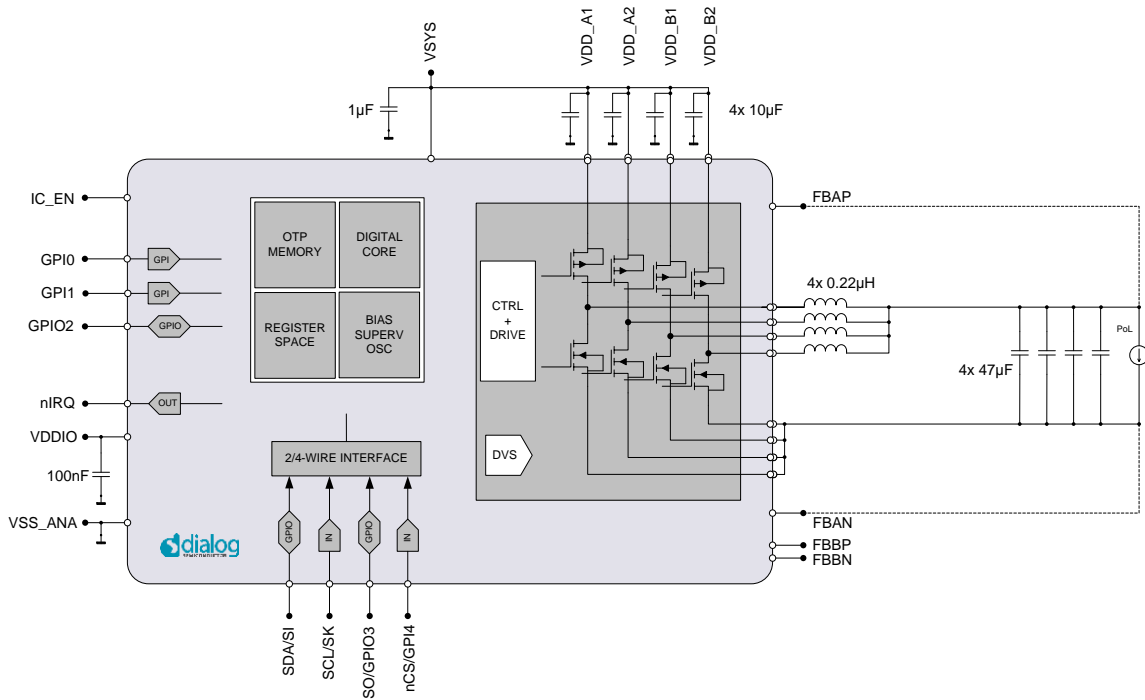 VSYS
VDD_A1
VDD_A2
VDD_B1
VDD_B2
1µF
4x 10µF
IC_EN
FBAP
OTP
MEMORY
DIGITAL
CORE
GPI0
GPI
GPI1
GPI
GPIO2
GPIO
REGISTER
SPACE
BIAS
SUPERV
OSC
CTRL
+
DRIVE
4x 0.22µH
PoL
4x 47µF
nIRQ
OUT
VDDIO
100nF
2/4-WIRE INTERFACE
DVS
VSS_ANA
GPIO
IN
GPIO
IN
dialog
SEMICONDUCTOR
FBAN
FBBP
FBBN
SDA/SI
SCL/SK
SO/GPIO3
nCS/GPI4